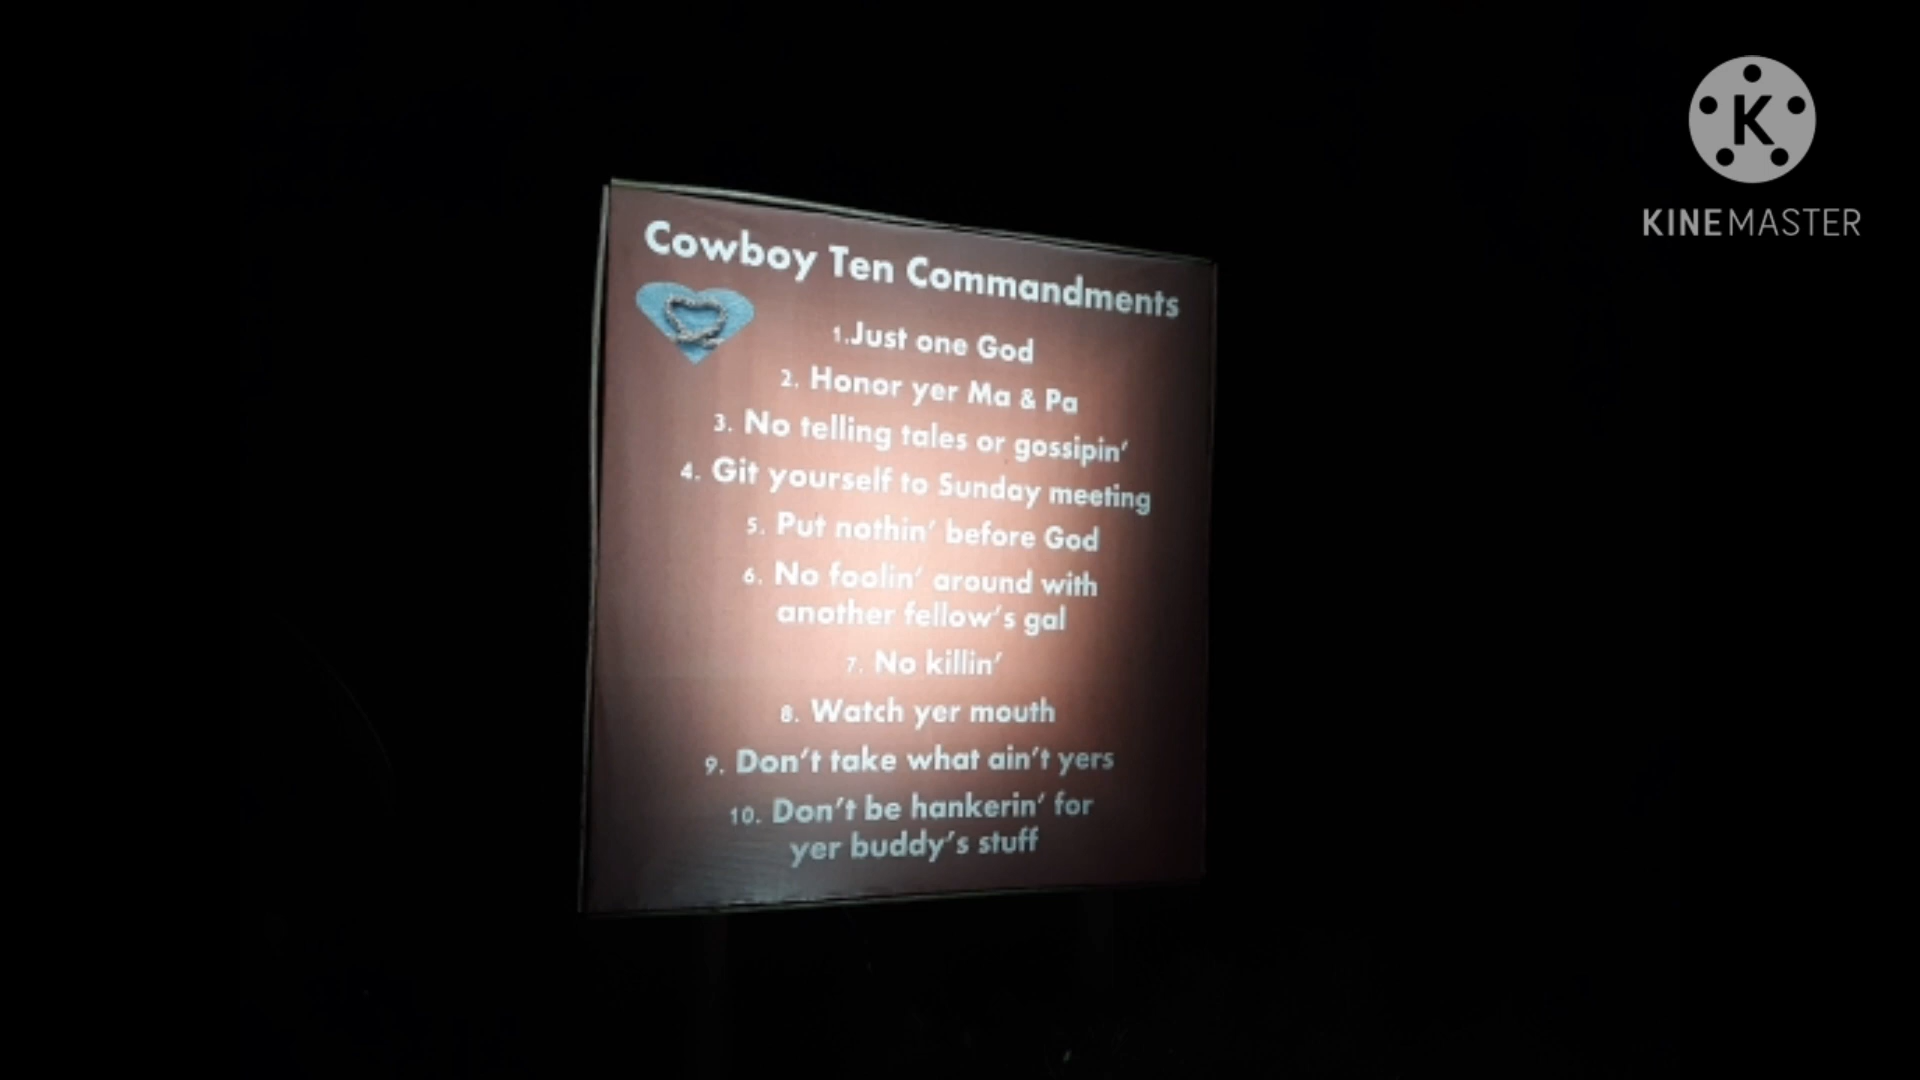 Cowboy Ten Commandments
1.Just one God
2. Honor yer Ma & Pa
3. No telling tales or gossipin'
4. Git yourself to Sunday meeting
5. Put nothin' before God
6. No foolin' around with
another fellow's gal
7. No killin'
8. Watch yer mouth
9. Don't take what ain't yers
10. Don't be hankerin' for
yer buddy's stuff
K
KINEMASTER